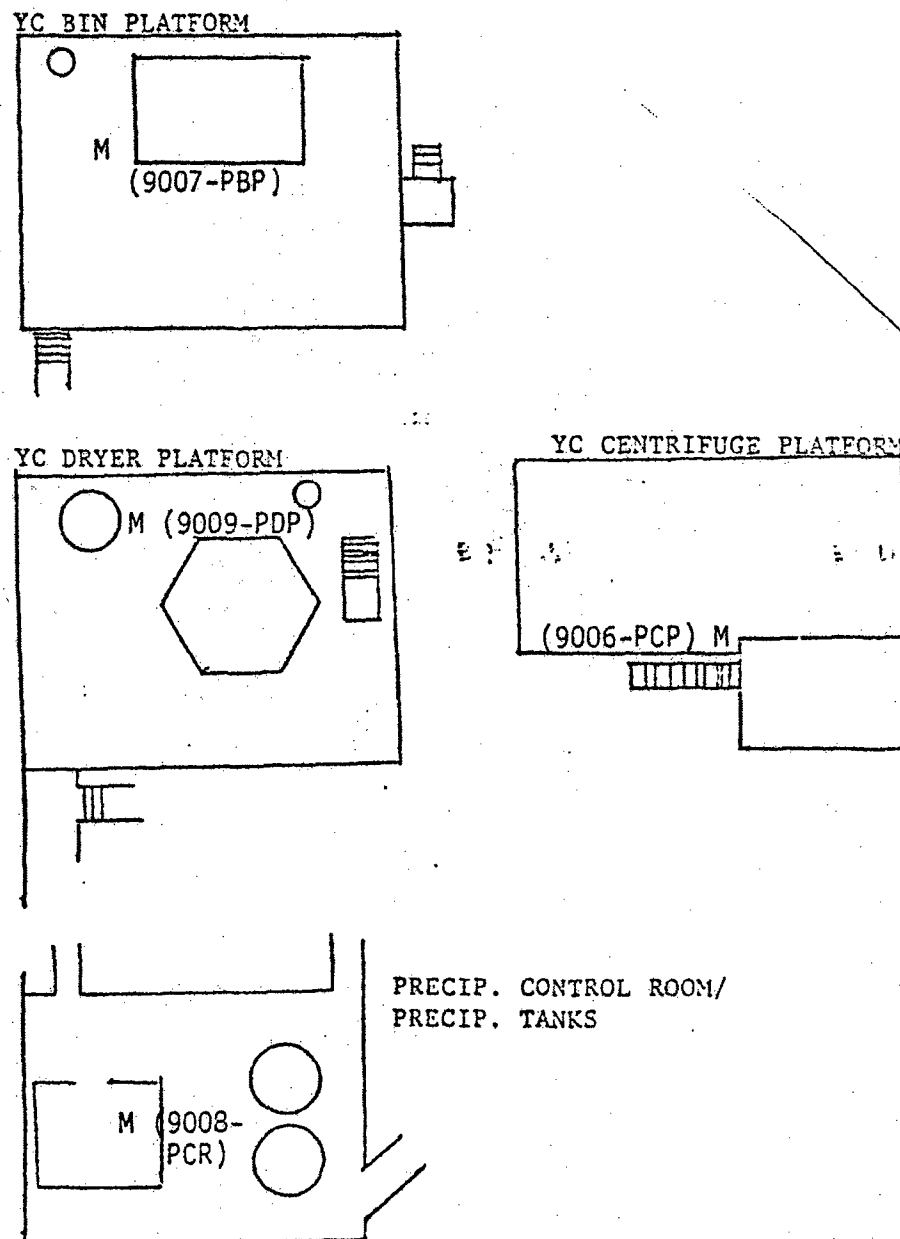 YC BIN PLATFORM
M
(9007-PBP)
YC DRYER PLATFORM
M (9009-PDP)
YC CENTRIFUGE PLATFORM
(9006-PCP) M
PRECIP. CONTROL ROOM/
PRECIP. TANKS
M (9008-
PCR)